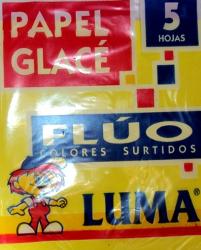 PAPEL
GLACÉ
5
HOJAS
FLÚO
COLORES SURTIDOS
LUMA®